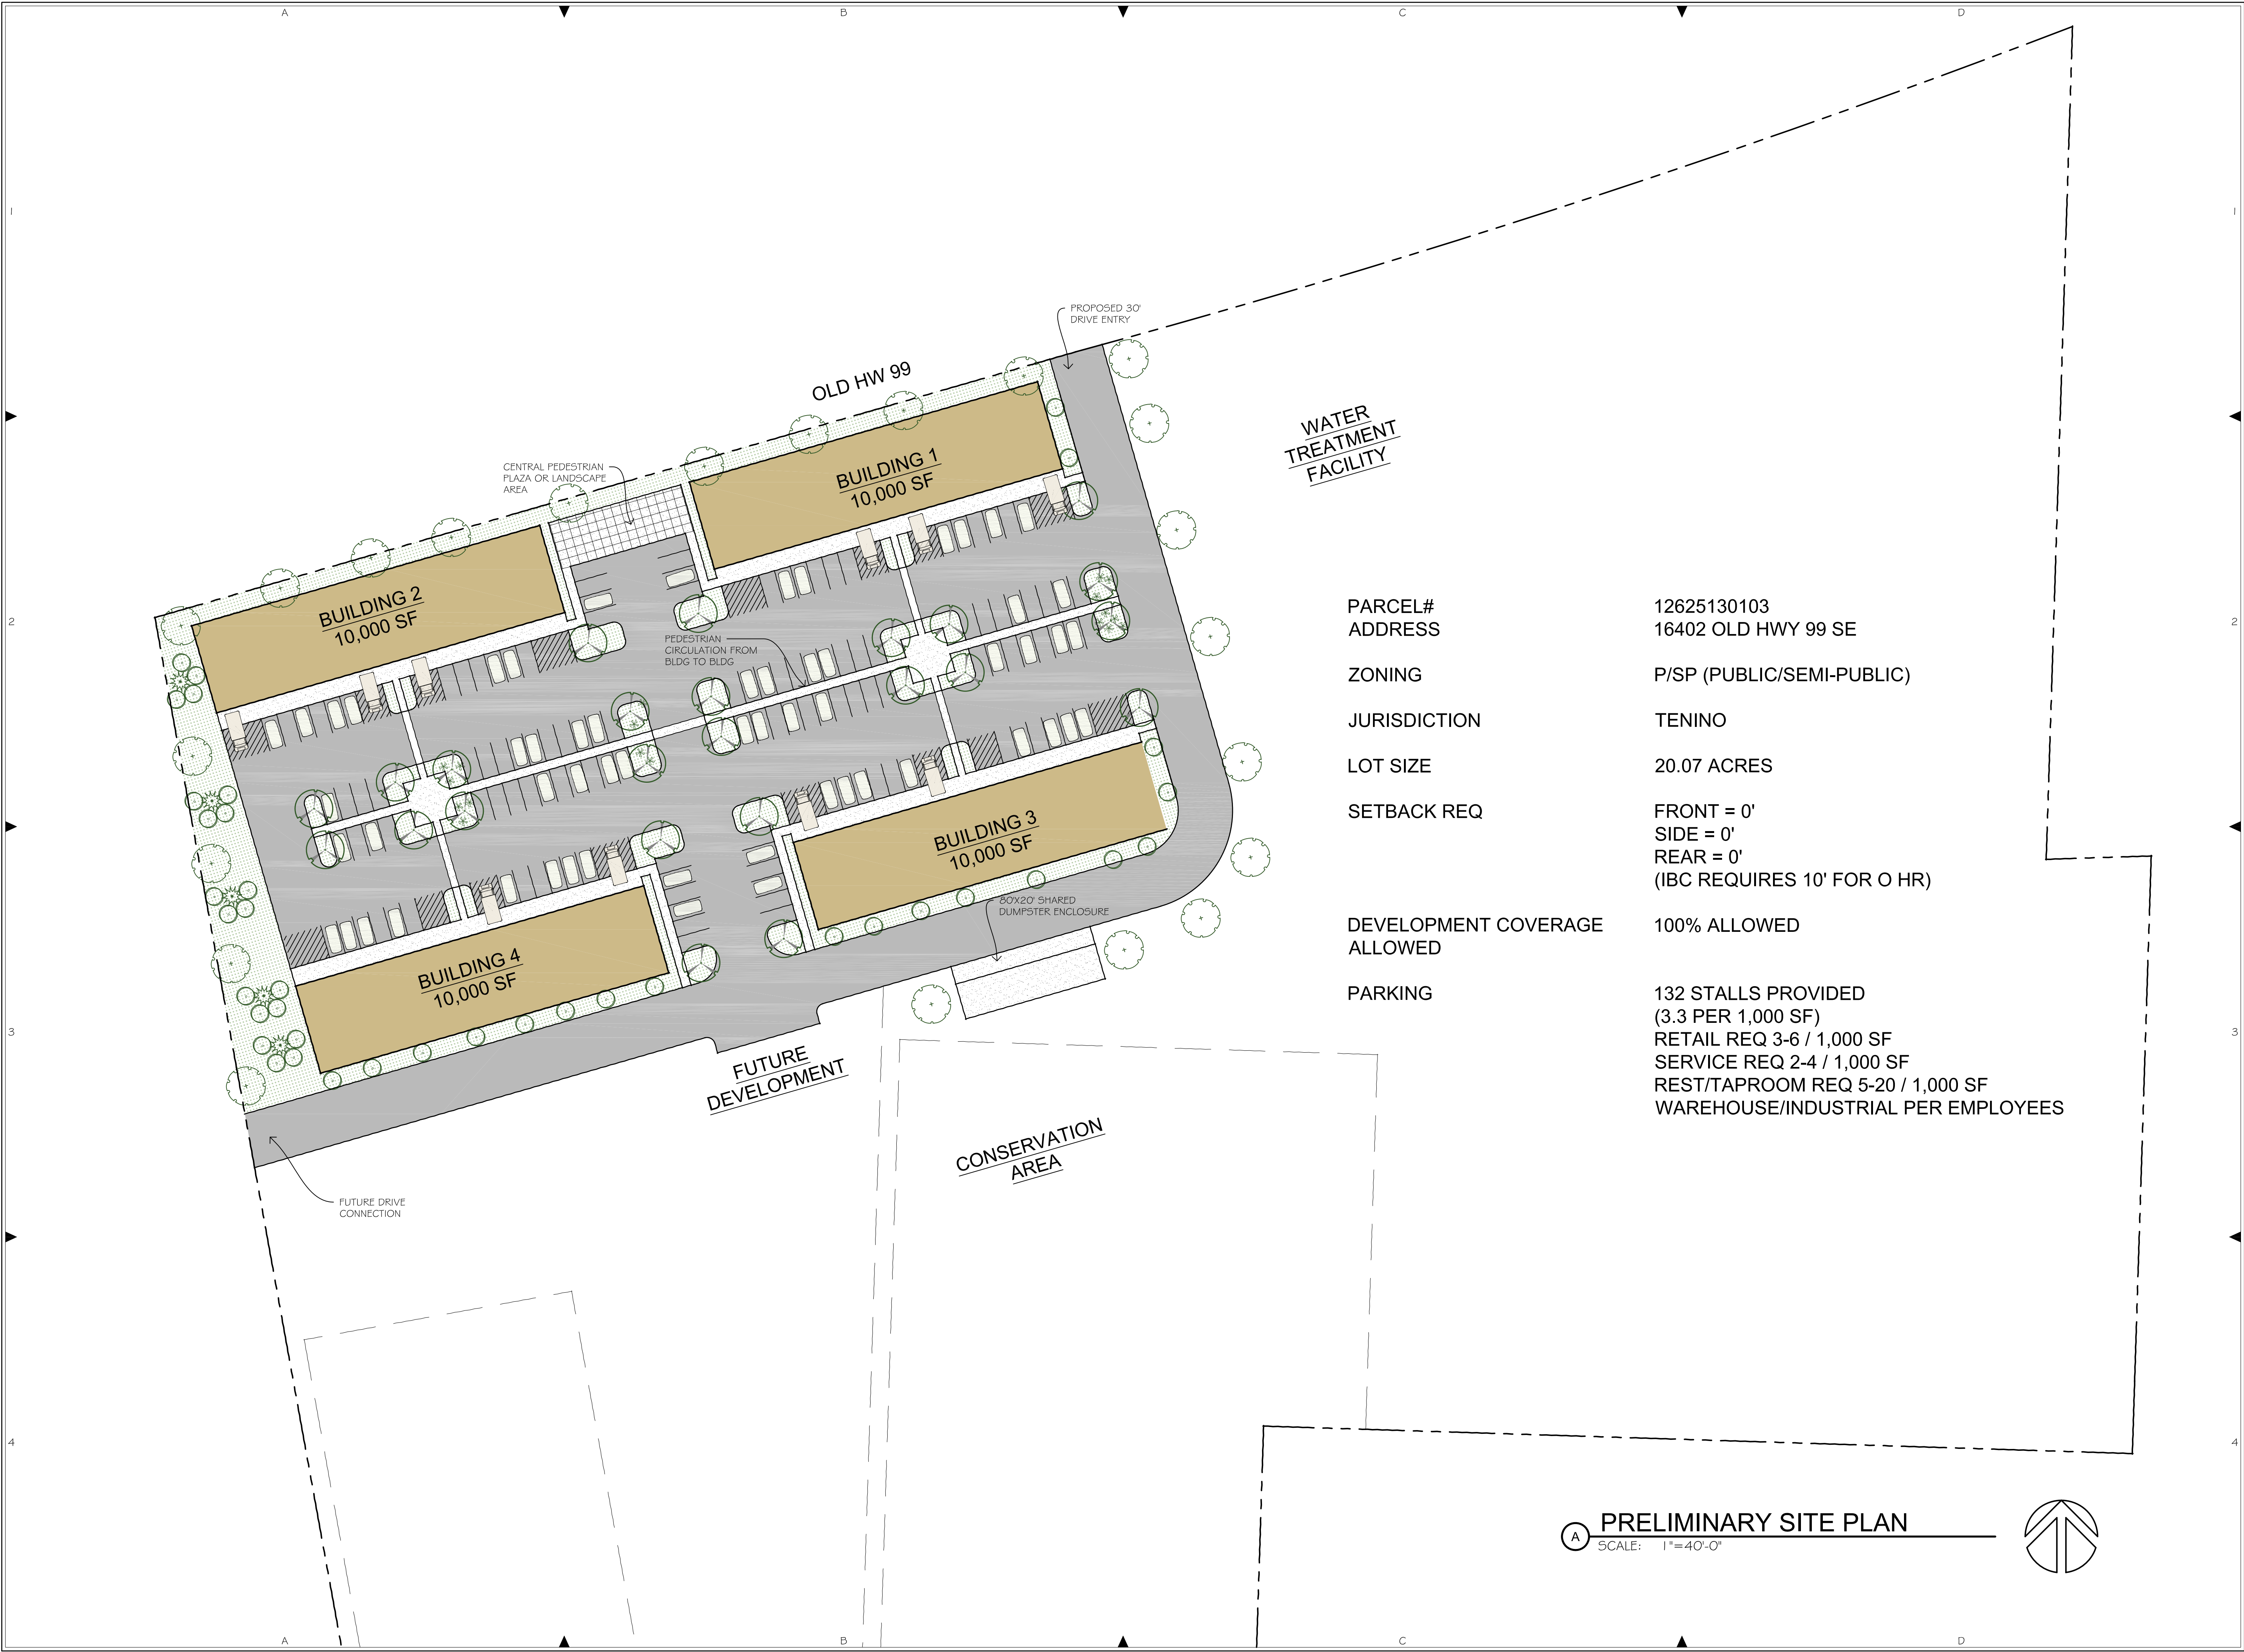 A
B
C
D
1
1
PROPOSED 30'
DRIVE ENTRY
OLD HW 99
WATER
TREATMENT
FACILITY
CENTRAL PEDESTRIAN
PLAZA OR LANDSCAPE
AREA
BUILDING 1
10,000 SF
BUILDING 2
10,000 SF
2
2
PEDESTRIAN
CIRCULATION FROM
BLDG TO BLDG
BUILDING 3
10,000 SF
80'X20' SHARED
DUMPSTER ENCLOSURE
BUILDING 4
10,000 SF
3
3
FUTURE
DEVELOPMENT
CONSERVATION
AREA
FUTURE DRIVE
CONNECTION
PARCEL# 12625130103
ADDRESS 16402 OLD HWY 99 SE
ZONING P/SP (PUBLIC/SEMI-PUBLIC)
JURISDICTION TENINO
LOT SIZE 20.07 ACRES
SETBACK REQ FRONT = 0'
SIDE = 0'
REAR = 0'
(IBC REQUIRES 10' FOR O HR)
DEVELOPMENT COVERAGE 100% ALLOWED
ALLOWED
PARKING 132 STALLS PROVIDED
(3.3 PER 1,000 SF)
RETAIL REQ 3-6 / 1,000 SF
SERVICE REQ 2-4 / 1,000 SF
REST/TAPROOM REQ 5-20 / 1,000 SF
WAREHOUSE/INDUSTRIAL PER EMPLOYEES
4
4
A PRELIMINARY SITE PLAN
SCALE: 1"=40'-0"
A
B
C
D